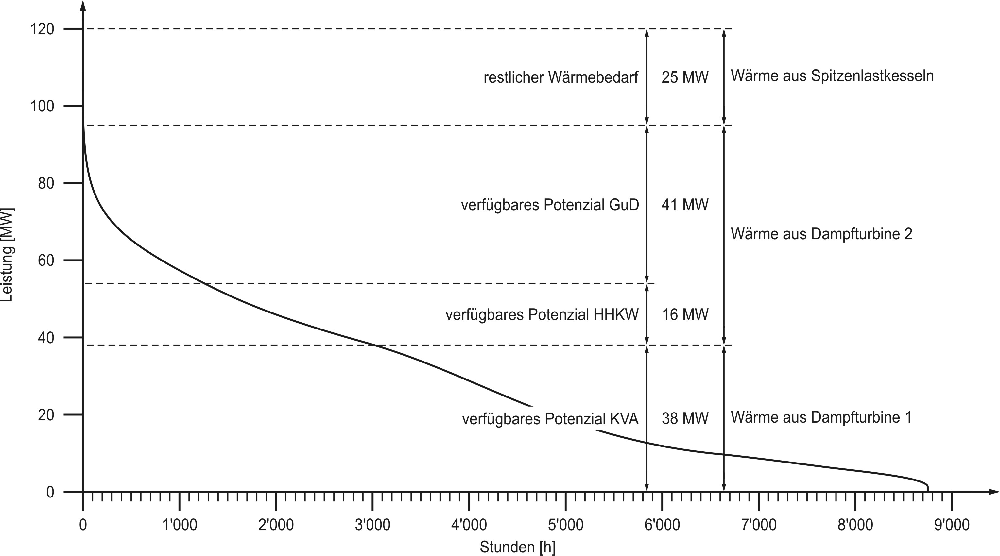 120
restlicher Wärmebedarf 25 MW Wärme aus Spitzenlastkesseln
100
80
verfügbares Potenzial GuD 41 MW
Wärme aus Dampfturbine 2
60
Leistung [MW]
verfügbares Potenzial HHKW 16 MW
40
20
verfügbares Potenzial KVA 38 MW Wärme aus Dampfturbine 1
0
0 1'000 2'000 3'000 4'000 5'000 6'000 7'000 8'000 9'000
Stunden [h]